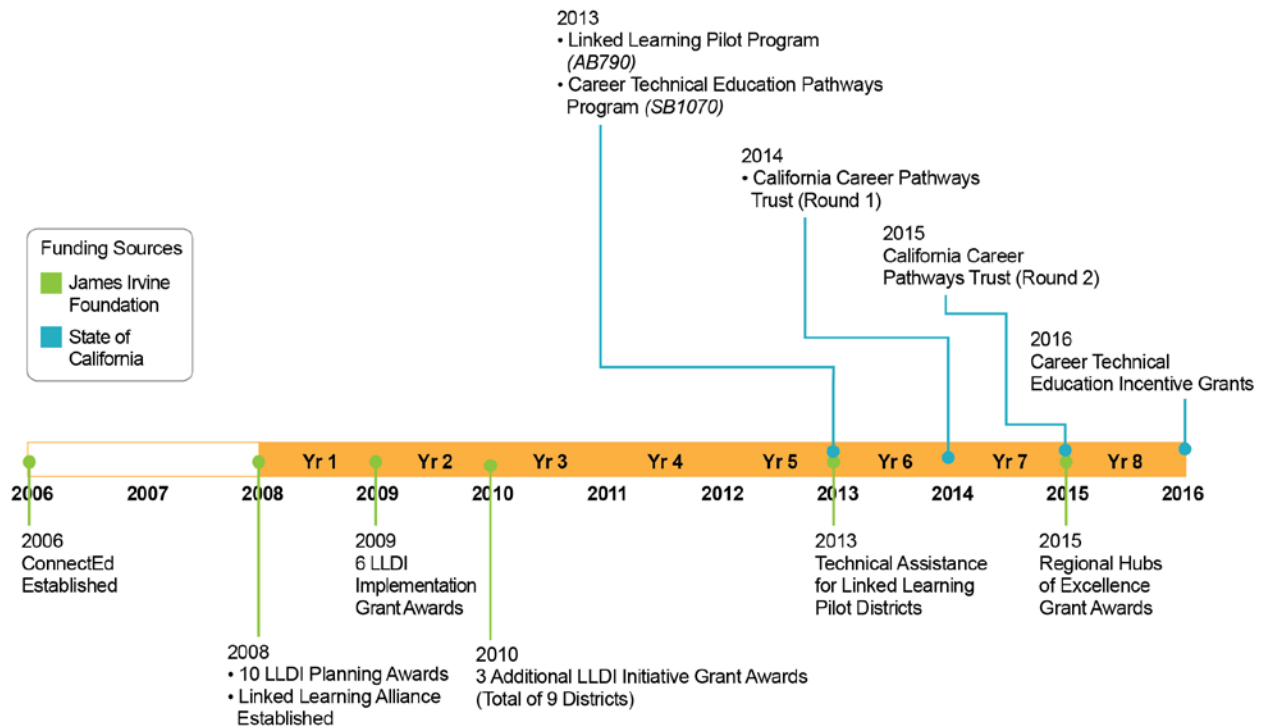 2013
• Linked Learning Pilot Program
(AB790)
• Career Technical Education Pathways
Program (SB1070)
2014
• California Career Pathways
Trust (Round 1)
2015
California Career
Pathways Trust (Round 2)
2016
Career Technical
Education Incentive Grants
Funding Sources
James Irvine
Foundation
State of
California
Yr 1
Yr 2
Yr 3
Yr 4
Yr 5
Yr 6
Yr 7
Yr 8
2006
2007
2008
2009
2010
2011
2012
2013
2014
2015
2016
2006
ConnectEd
Established
2008
• 10 LLDI Planning Awards
• Linked Learning Alliance
Established
2009
6 LLDI
Implementation
Grant Awards
2010
3 Additional LLDI Initiative Grant Awards
(Total of 9 Districts)
2013
Technical Assistance
for Linked Learning
Pilot Districts
2015
Regional Hubs
of Excellence
Grant Awards